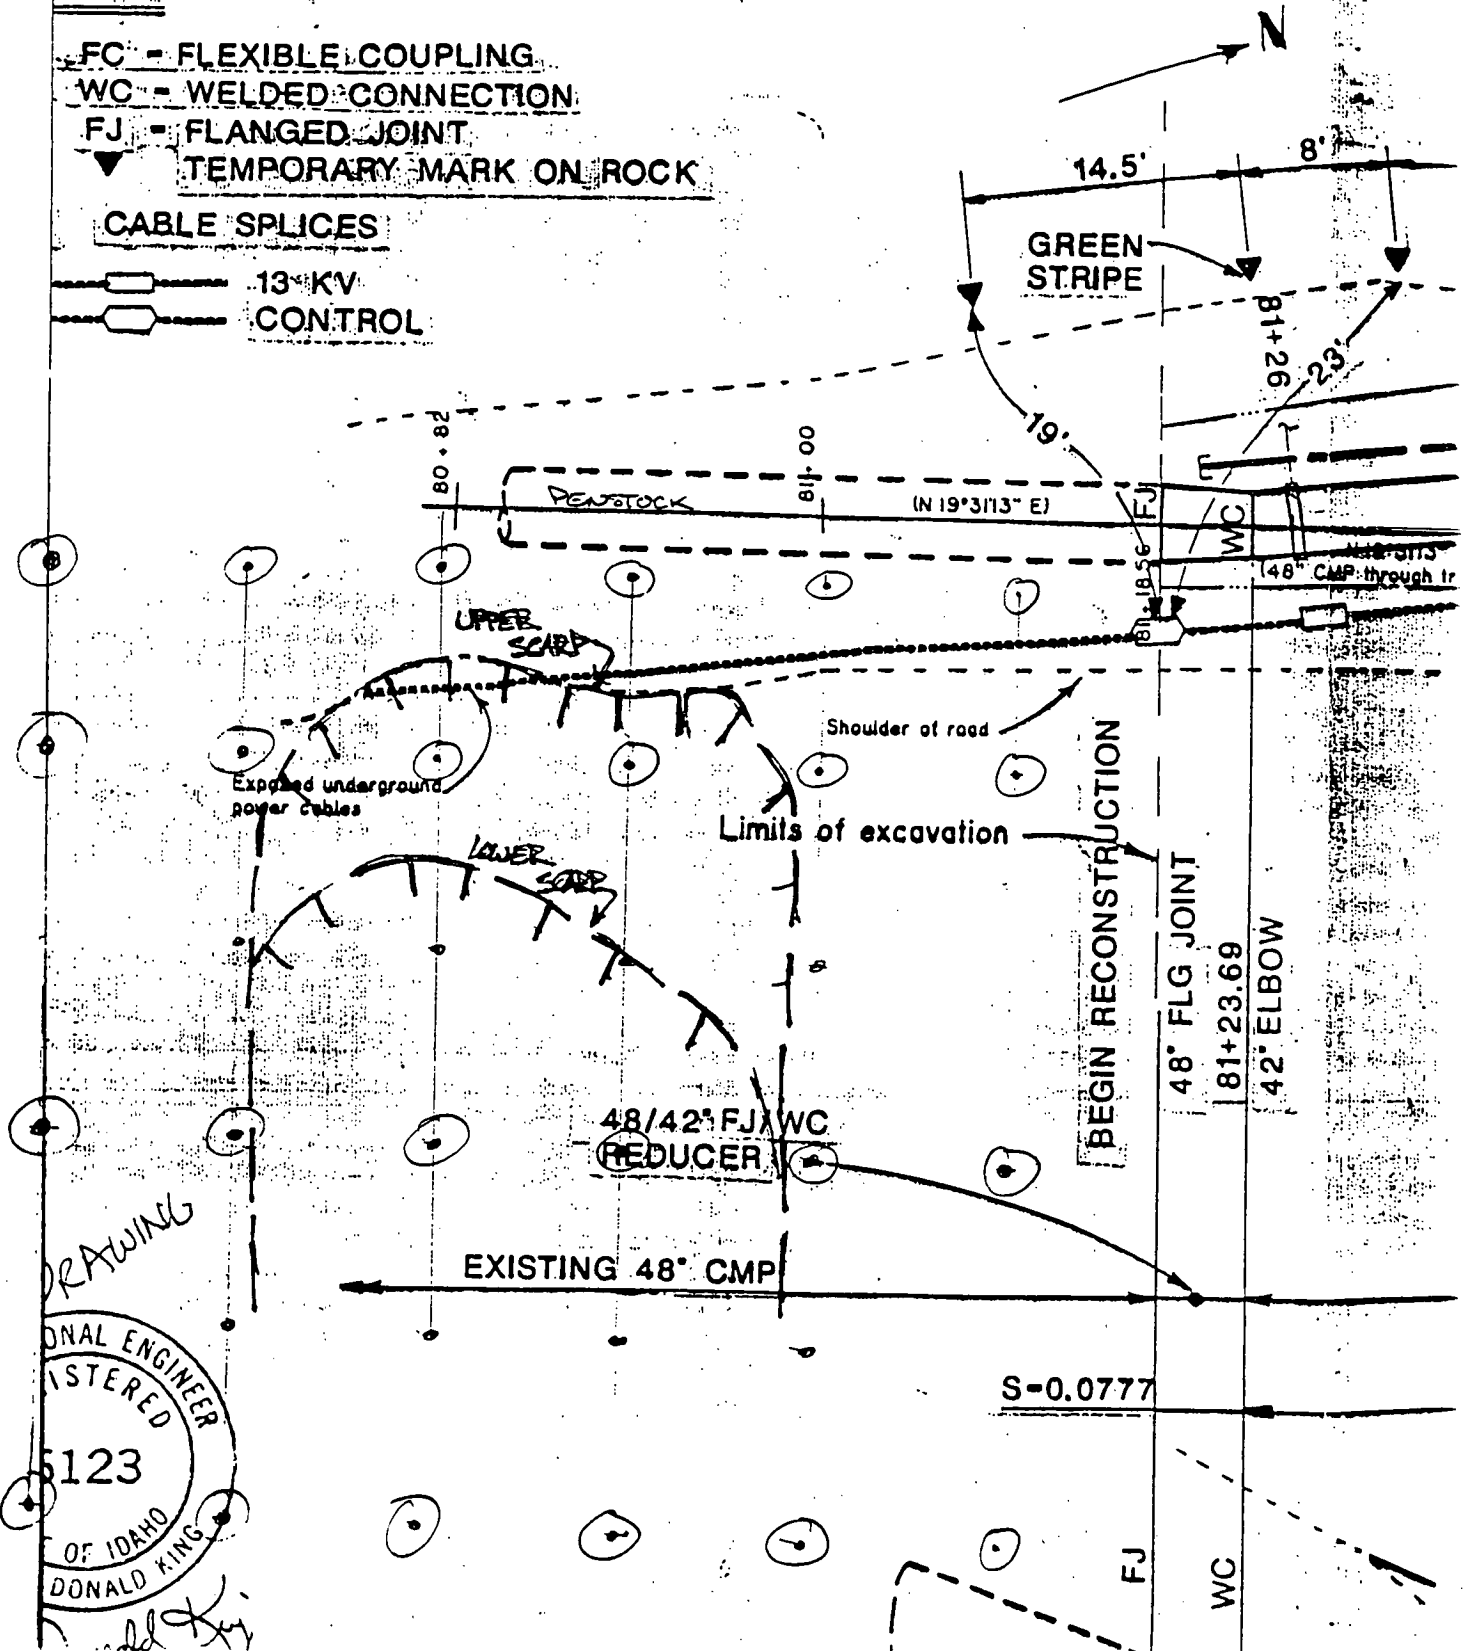 FC - FLEXIBLE COUPLING
WC - WELDED CONNECTION
FJ - FLANGED JOINT
TEMPORARY MARK ON ROCK
CABLE SPLICES
13 KV
CONTROL
N
14.5'
8'
GREEN
STRIPE
81+26
23'
19'
80+82
81+00
PENSTOCK
(N 19°31'13" E)
FJ
WC
81+18.56
(48" CMP through tr
UPPER
SCARP
Shoulder of road
Exposed underground
power cables
Limits of excavation
LOWER
SCARP
BEGIN RECONSTRUCTION
48" FLG JOINT
81+23.69
42" ELBOW
48/42" FJ/WC
REDUCER
EXISTING 48" CMP
S=0.0777
FJ
WC
DRAWING
ONAL ENGINEER
ISTERED
6123
OF IDAHO
DONALD KING